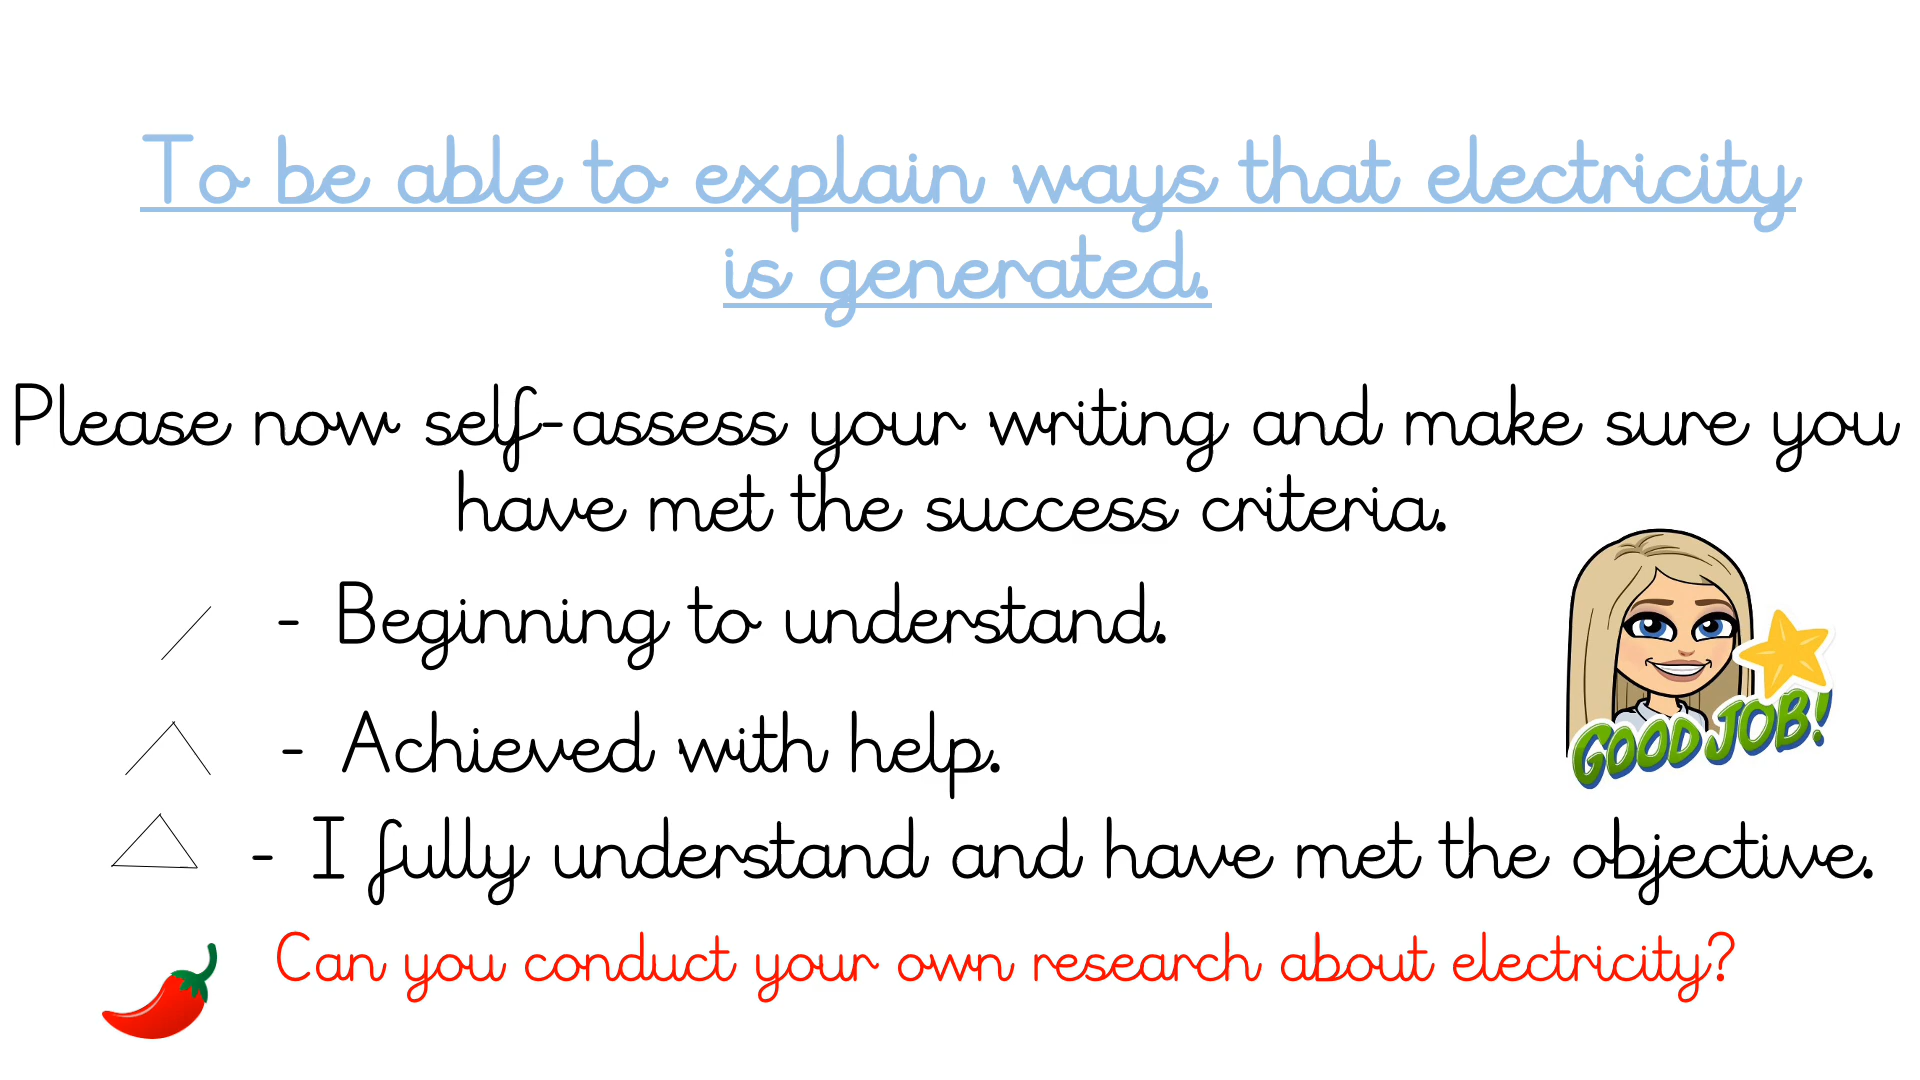 To be able to explain ways that electricity
is generated.
Please now self-assess your writing and make sure you
have met the success criteria.
- Beginning to understand.
- Achieved with help.
GOOD JOB!
- I fully understand and have met the objective.
Can you conduct your own research about electricity?